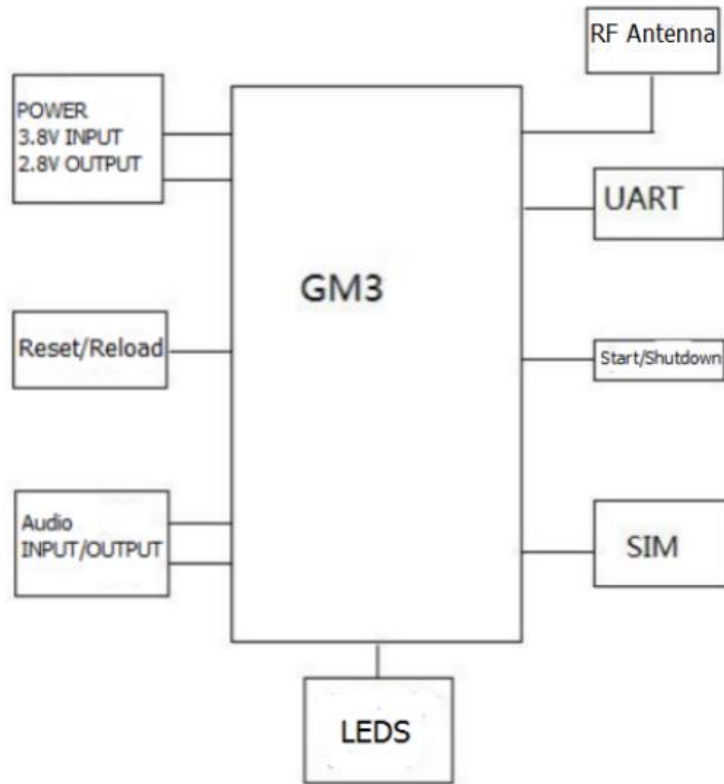 RF Antenna
POWER
3.8V INPUT
2.8V OUTPUT
UART
GM3
Reset/Reload
Start/Shutdown
Audio
INPUT/OUTPUT
SIM
LEDS